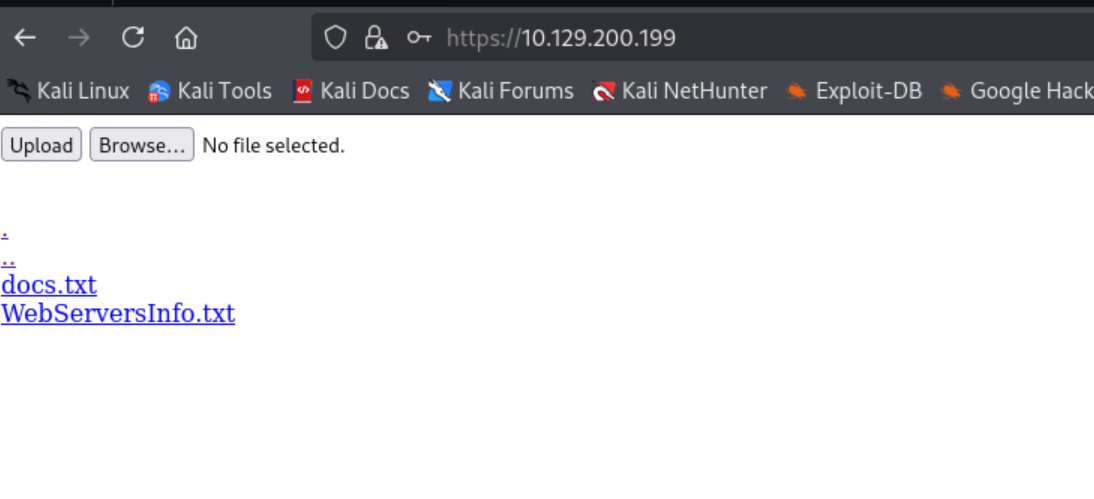 https://10.129.200.199
Kali Linux Kali Tools Kali Docs Kali Forums Kali NetHunter Exploit-DB Google Hack
Upload Browse... No file selected.
.
..
docs.txt
WebServersInfo.txt